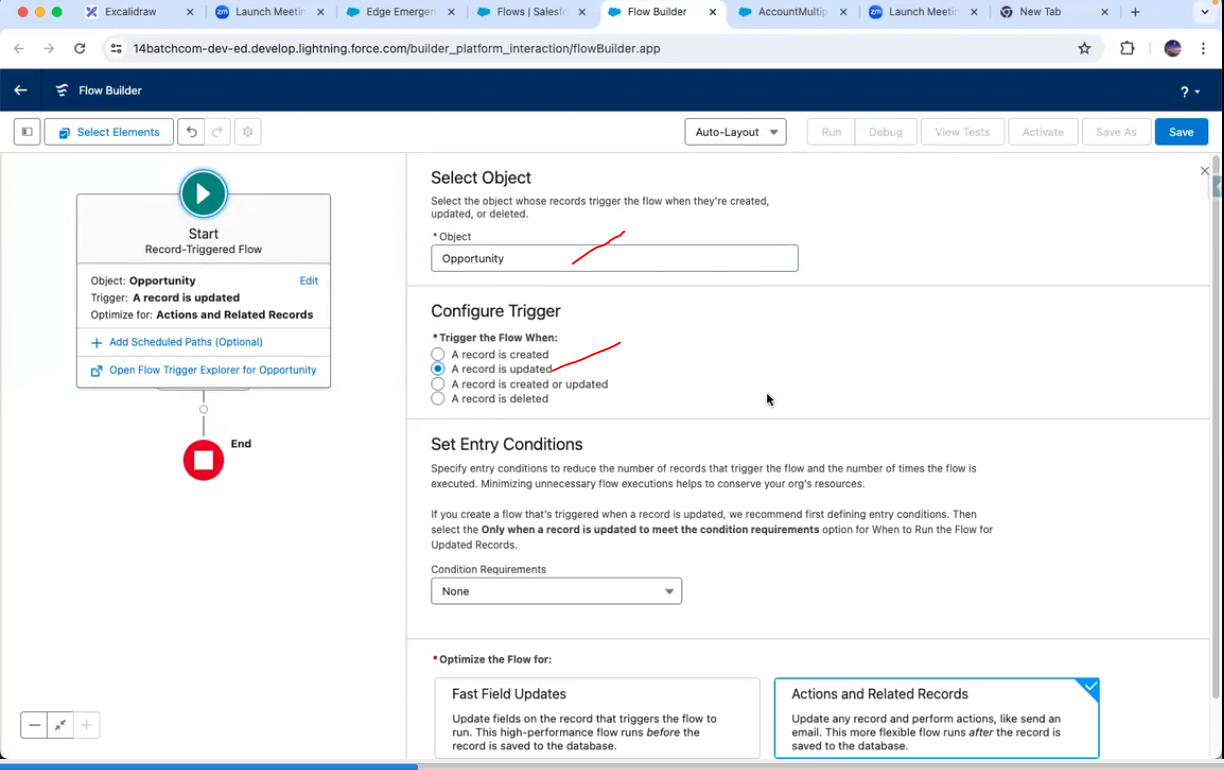 Excalidraw
Launch Meetin
Edge Emergen
Flows | Salesf
Flow Builder
AccountMultip
Launch Meetin
New Tab
14batchcom-dev-ed.develop.lightning.force.com/builder_platform_interaction/flowBuilder.app
Flow Builder
?
Select Elements
Auto-Layout
Run
Debug
View Tests
Activate
Save As
Save
Start
Record-Triggered Flow
Object: Opportunity
Edit
Trigger: A record is updated
Optimize for: Actions and Related Records
Add Scheduled Paths (Optional)
Open Flow Trigger Explorer for Opportunity
End
Select Object
Select the object whose records trigger the flow when they're created,
updated, or deleted.
*Object
Opportunity
Configure Trigger
*Trigger the Flow When:
A record is created
A record is updated
A record is created or updated
A record is deleted
Set Entry Conditions
Specify entry conditions to reduce the number of records that trigger the flow and the number of times the flow is
executed. Minimizing unnecessary flow executions helps to conserve your org's resources.
If you create a flow that's triggered when a record is updated, we recommend first defining entry conditions. Then
select the Only when a record is updated to meet the condition requirements option for When to Run the Flow for
Updated Records.
Condition Requirements
None
*Optimize the Flow for:
Fast Field Updates
Update fields on the record that triggers the flow to
run. This high-performance flow runs before the
record is saved to the database.
Actions and Related Records
Update any record and perform actions, like send an
email. This more flexible flow runs after the record is
saved to the database.